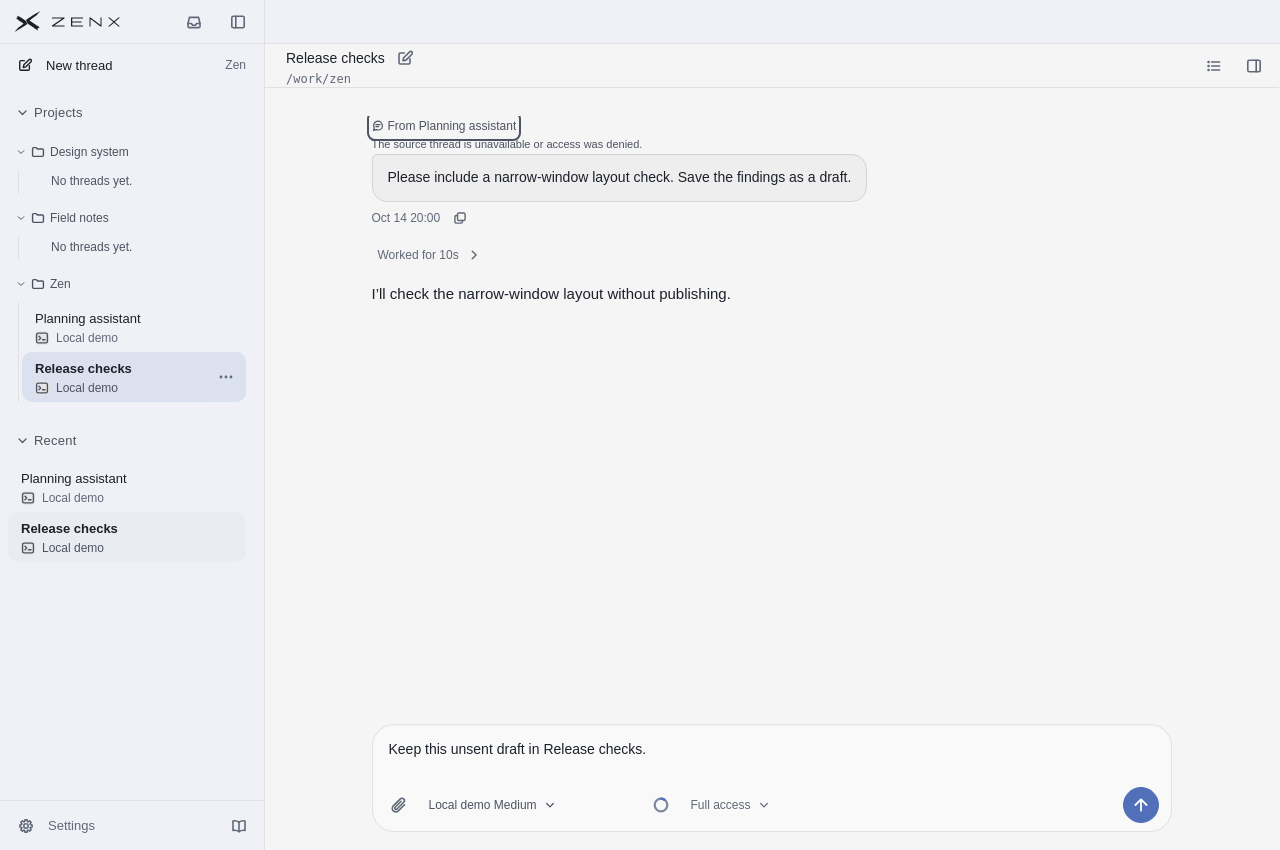 ZENX
New thread
Zen
Projects
Design system
No threads yet.
Field notes
No threads yet.
Zen
Planning assistant
Local demo
Release checks
Local demo
Recent
Planning assistant
Local demo
Release checks
Local demo
Settings
Release checks
/work/zen
From Planning assistant
The source thread is unavailable or access was denied.
Please include a narrow-window layout check. Save the findings as a draft.
Oct 14 20:00
Worked for 10s
I’ll check the narrow-window layout without publishing.
Keep this unsent draft in Release checks.
Local demo Medium
Full access